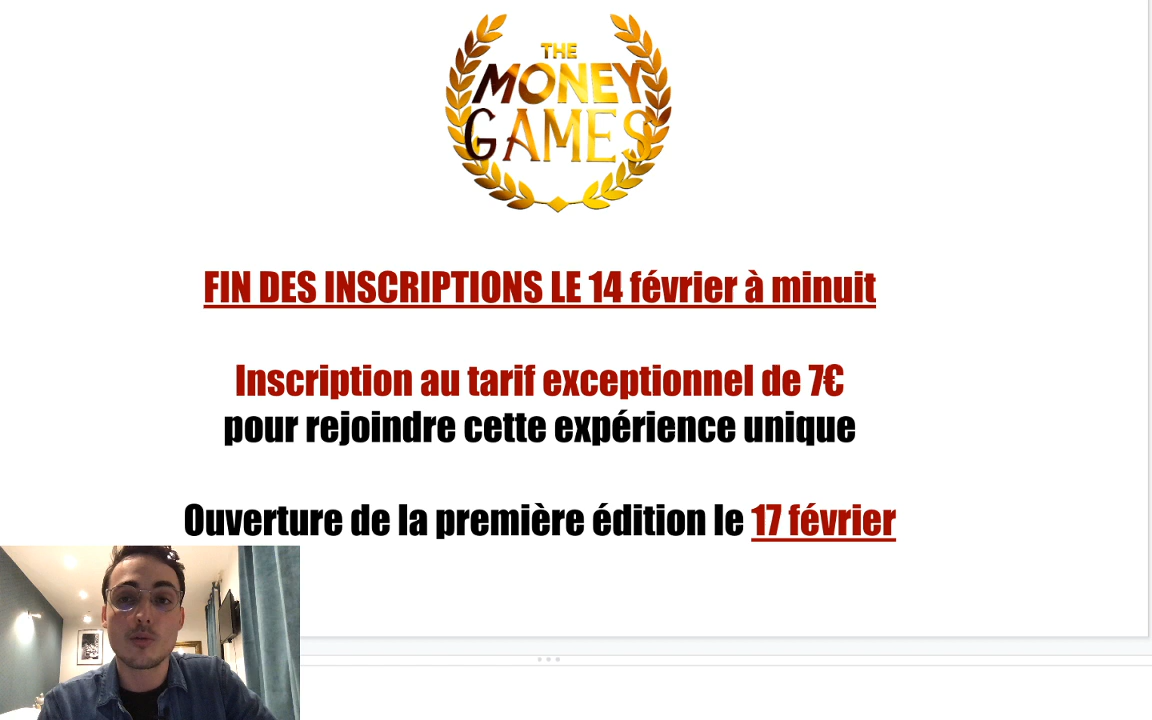 THE
MONEY
GAMES
FIN DES INSCRIPTIONS LE 14 février à minuit
Inscription au tarif exceptionnel de 7€
pour rejoindre cette expérience unique
Ouverture de la première édition le 17 février